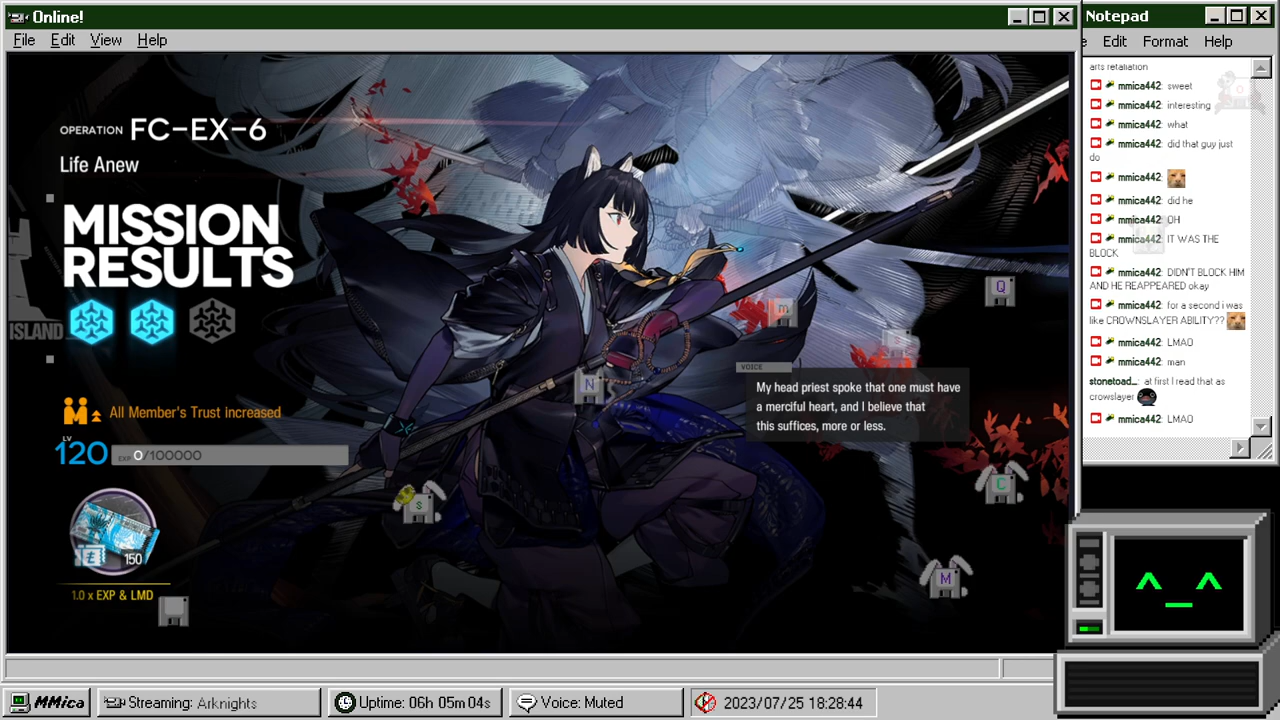 Online!
File Edit View Help
OPERATION FC-EX-6
Life Anew
MISSION
RESULTS
ISLAND
All Member's Trust increased
LV
120
EXP 0/100000
150
1.0 x EXP & LMD
VOICE
My head priest spoke that one must have
a merciful heart, and I believe that
this suffices, more or less.
Q
m
s
N
s
C
M
Notepad
Edit Format Help
arts retaliation
mmica442: sweet
mmica442: interesting
mmica442: what
mmica442: did that guy just
do
mmica442:
mmica442: did he
mmica442: OH
mmica442: IT WAS THE
BLOCK
mmica442: DIDN'T BLOCK HIM
AND HE REAPPEARED okay
mmica442: for a second i was
like CROWNSLAYER ABILITY??
mmica442: LMAO
mmica442: man
stonetoad_: at first I read that as
crowslayer
mmica442: LMAO
^_^
MMica
Streaming: Arknights
Uptime: 06h 05m 04s
Voice: Muted
2023/07/25 18:28:44